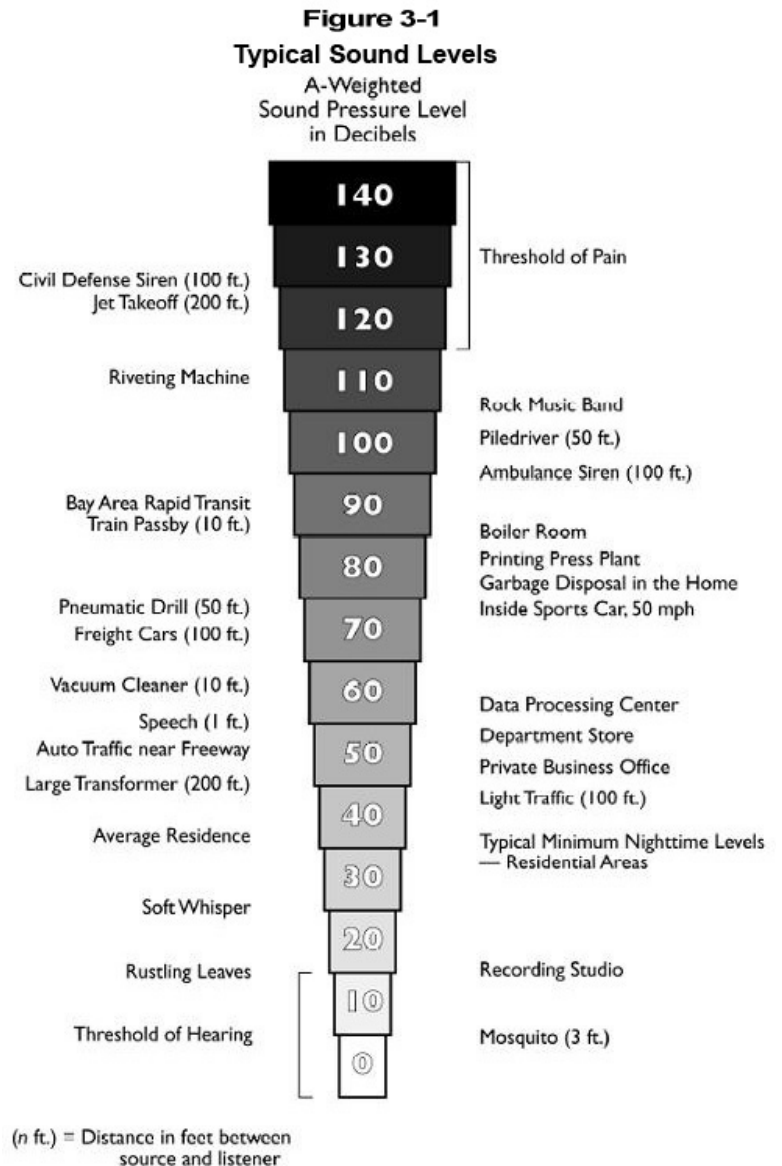 Figure 3-1
Typical Sound Levels
A-Weighted
Sound Pressure Level
in Decibels
140
130
Threshold of Pain
Civil Defense Siren (100 ft.)
Jet Takeoff (200 ft.)
120
Riveting Machine
110
Rock Music Band
100
Piledriver (50 ft.)
Ambulance Siren (100 ft.)
Bay Area Rapid Transit
Train Passby (10 ft.)
90
Boiler Room
80
Printing Press Plant
Garbage Disposal in the Home
Pneumatic Drill (50 ft.)
Inside Sports Car, 50 mph
Freight Cars (100 ft.)
70
Vacuum Cleaner (10 ft.)
60
Data Processing Center
Speech (1 ft.)
Department Store
Auto Traffic near Freeway
50
Private Business Office
Large Transformer (200 ft.)
Light Traffic (100 ft.)
40
Average Residence
Typical Minimum Nighttime Levels
— Residential Areas
30
Soft Whisper
20
Rustling Leaves
Recording Studio
10
Threshold of Hearing
Mosquito (3 ft.)
0
(n ft.) = Distance in feet between
source and listener